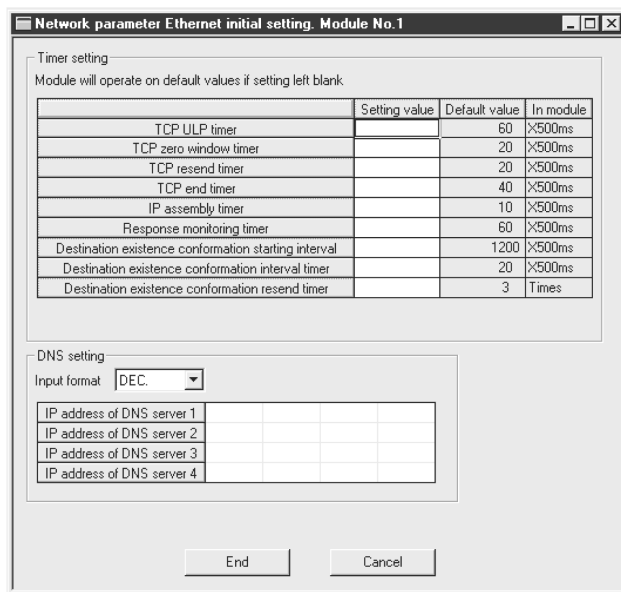 Network parameter Ethernet initial setting. Module No.1
Timer setting
Module will operate on default values if setting left blank
Setting value Default value In module
TCP ULP timer 60 X500ms
TCP zero window timer 20 X500ms
TCP resend timer 20 X500ms
TCP end timer 40 X500ms
IP assembly timer 10 X500ms
Response monitoring timer 60 X500ms
Destination existence conformation starting interval 1200 X500ms
Destination existence conformation interval timer 20 X500ms
Destination existence conformation resend timer 3 Times
DNS setting
Input format DEC.
IP address of DNS server 1
IP address of DNS server 2
IP address of DNS server 3
IP address of DNS server 4
End Cancel